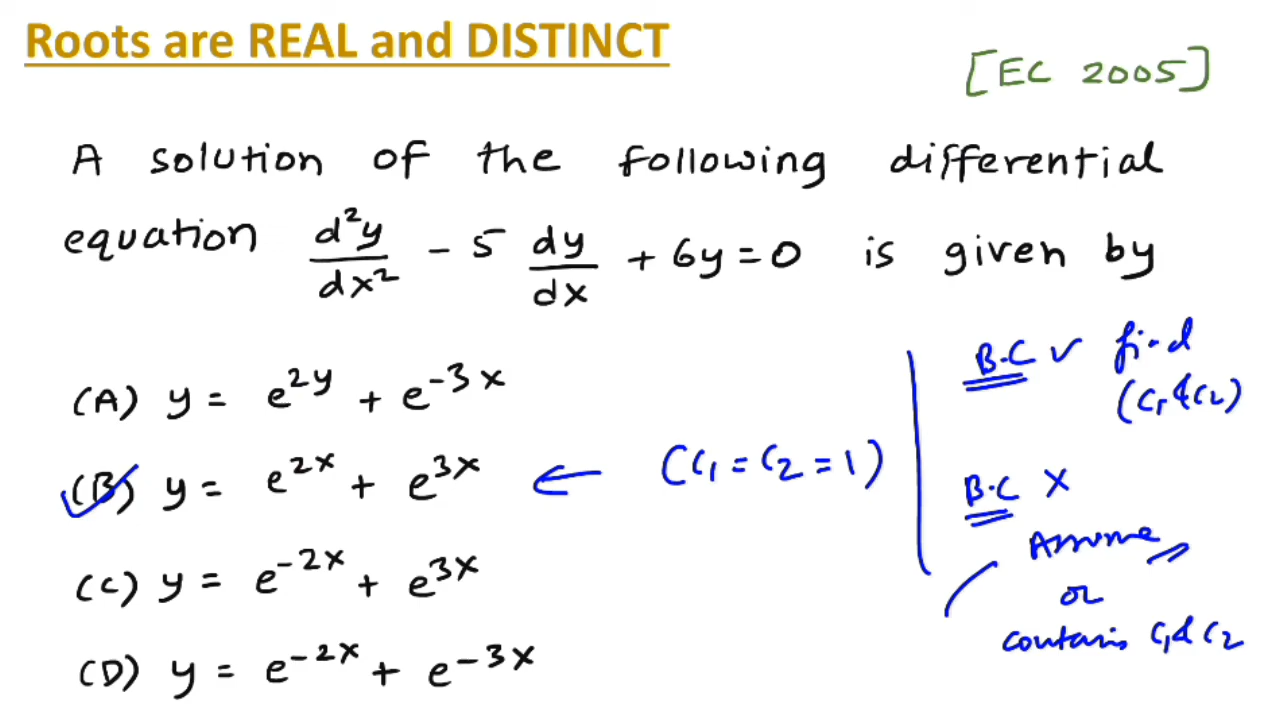 Roots are REAL and DISTINCT
[EC 2005]
A solution of the following differential
equation d²y/dx² - 5 dy/dx + 6y = 0 is given by
(A) y = e^{2y} + e^{-3x}
(B) y = e^{2x} + e^{3x} ← (C₁ = C₂ = 1)
(C) y = e^{-2x} + e^{3x}
(D) y = e^{-2x} + e^{-3x}
B.C ✓ find
(C₁ & C₂)
B.C ×
Assume
or
contains C₁ & C₂